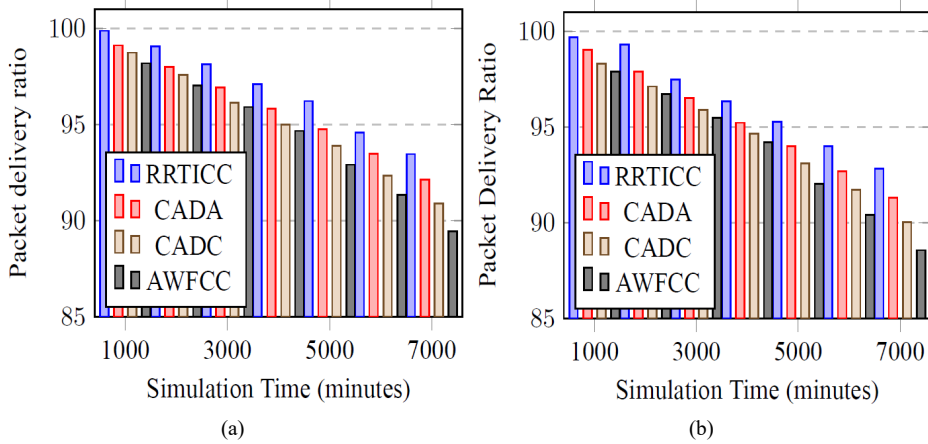 Packet delivery ratio
100
95
90
85
RRTICC
CADA
CADC
AWFCC
1000 3000 5000 7000
Simulation Time (minutes)
(a)
Packet Delivery Ratio
100
95
90
85
RRTICC
CADA
CADC
AWFCC
1000 3000 5000 7000
Simulation Time (minutes)
(b)